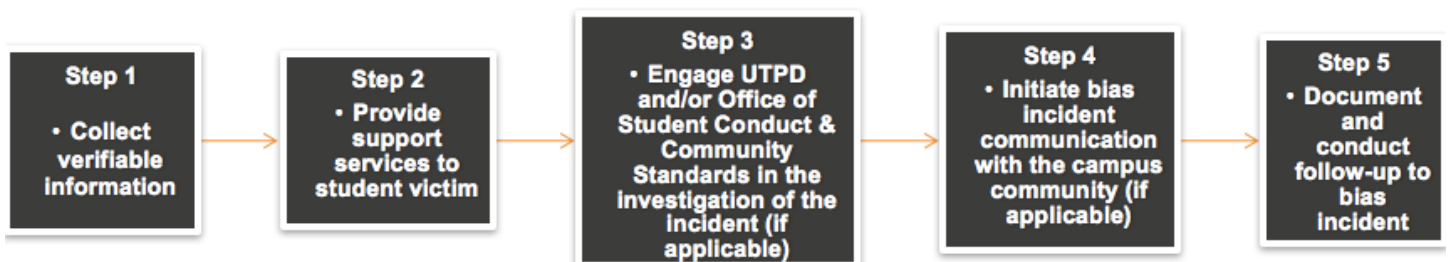 Step 1
• Collect
verifiable
information
Step 2
• Provide
support
services to
student victim
Step 3
• Engage UTPD
and/or Office of
Student Conduct &
Community
Standards in the
investigation of the
incident (if
applicable)
Step 4
• Initiate bias
incident
communication
with the campus
community (if
applicable)
Step 5
• Document
and
conduct
follow-up to
bias
incident